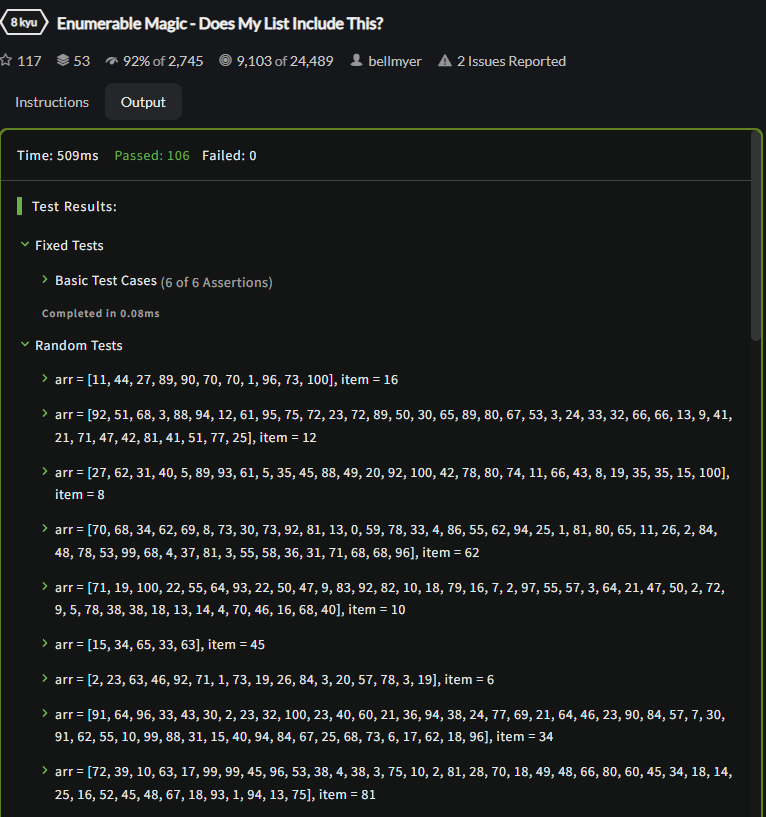 8 kyu Enumerable Magic - Does My List Include This?
117 53 92% of 2,745 9,103 of 24,489 bellmyer 2 Issues Reported
Instructions Output
Time: 509ms Passed: 106 Failed: 0
Test Results:
Fixed Tests
Basic Test Cases (6 of 6 Assertions)
Completed in 0.08ms
Random Tests
arr = [11, 44, 27, 89, 90, 70, 70, 1, 96, 73, 100], item = 16
arr = [92, 51, 68, 3, 88, 94, 12, 61, 95, 75, 72, 23, 72, 89, 50, 30, 65, 89, 80, 67, 53, 3, 24, 33, 32, 66, 66, 13, 9, 41,
21, 71, 47, 42, 81, 41, 51, 77, 25], item = 12
arr = [27, 62, 31, 40, 5, 89, 93, 61, 5, 35, 45, 88, 49, 20, 92, 100, 42, 78, 80, 74, 11, 66, 43, 8, 19, 35, 35, 15, 100],
item = 8
arr = [70, 68, 34, 62, 69, 8, 73, 30, 73, 92, 81, 13, 0, 59, 78, 33, 4, 86, 55, 62, 94, 25, 1, 81, 80, 65, 11, 26, 2, 84,
48, 78, 53, 99, 68, 4, 37, 81, 3, 55, 58, 36, 31, 71, 68, 68, 96], item = 62
arr = [71, 19, 100, 22, 55, 64, 93, 22, 50, 47, 9, 83, 92, 82, 10, 18, 79, 16, 7, 2, 97, 55, 57, 3, 64, 21, 47, 50, 2, 72,
9, 5, 78, 38, 38, 18, 13, 14, 4, 70, 46, 16, 68, 40], item = 10
arr = [15, 34, 65, 33, 63], item = 45
arr = [2, 23, 63, 46, 92, 71, 1, 73, 19, 26, 84, 3, 20, 57, 78, 3, 19], item = 6
arr = [91, 64, 96, 33, 43, 30, 2, 23, 32, 100, 23, 40, 60, 21, 36, 94, 38, 24, 77, 69, 21, 64, 46, 23, 90, 84, 57, 7, 30,
91, 62, 55, 10, 99, 88, 31, 15, 40, 94, 84, 67, 25, 68, 73, 6, 17, 62, 18, 96], item = 34
arr = [72, 39, 10, 63, 17, 99, 99, 45, 96, 53, 38, 4, 38, 3, 75, 10, 2, 81, 28, 70, 18, 49, 48, 66, 80, 60, 45, 34, 18, 14,
25, 16, 52, 45, 48, 67, 18, 93, 1, 94, 13, 75], item = 81